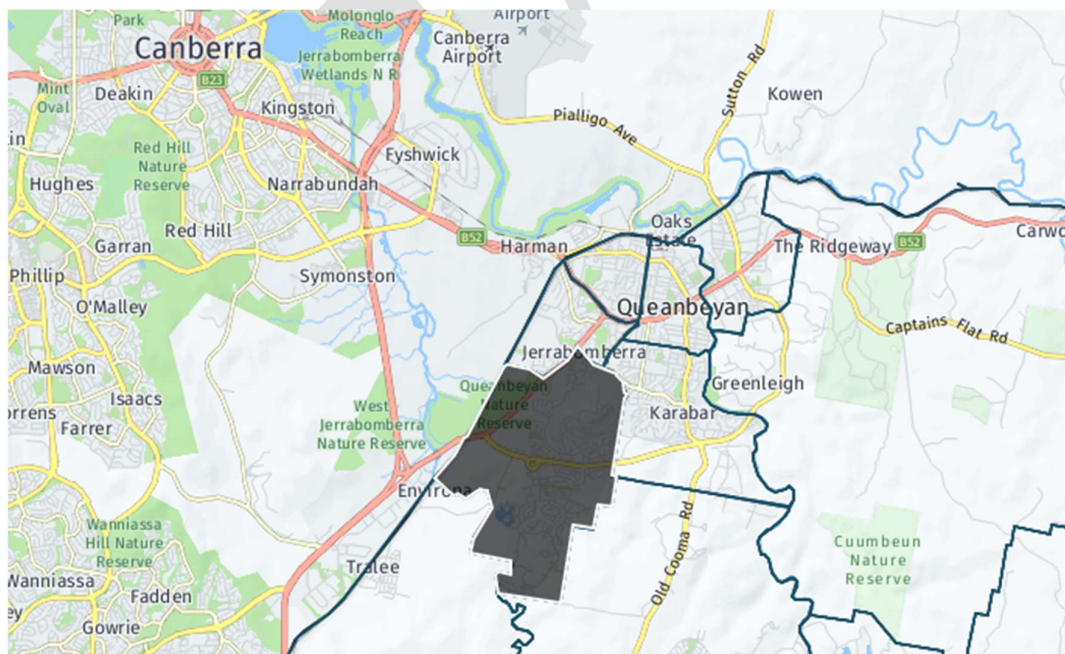 Park
Molonglo
Reach
Airport
Canberra
Canberra
Airport
Jerrabomberra
Wetlands N R
B23
Mint
Oval
Deakin
Kingston
Sutton Rd
Kowen
Pialligo Ave
Red Hill
Nature
Reserve
Fyshwick
Hughes
Narrabundah
Red Hill
Oaks
Estate
B52
Harman
The Ridgeway
B52
Carwo
Garran
Phillip
Symonston
O'Malley
Queanbeyan
Captains Flat Rd
Jerrabomberra
Mawson
Queanbeyan
Nature
Reserve
Greenleigh
Isaacs
orrens
Farrer
West
Jerrabomberra
Nature Reserve
Karabar
Environa
Old Cooma Rd
Wanniassa
Hill Nature
Reserve
Cuumbeun
Nature
Reserve
Tralee
Wanniassa
Fadden
ey
Gowrie